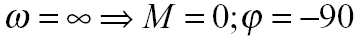 ω = ∞ ⇒ M = 0; φ = −90